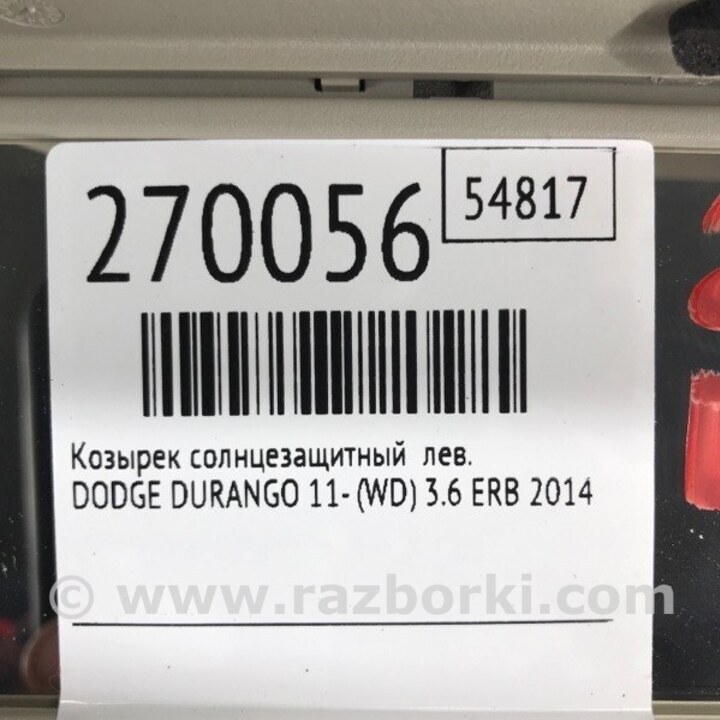 270056
54817
Козырек солнцезащитный лев.
DODGE DURANGO 11- (WD) 3.6 ERB 2014
© www.razborki.com